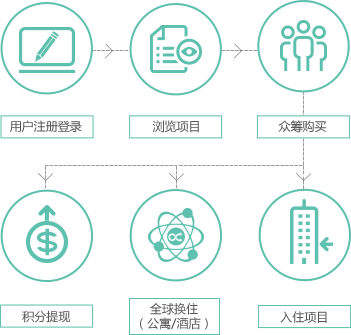 用户注册登录
浏览项目
众筹购买
积分提现
全球换住
（公寓/酒店）
入住项目